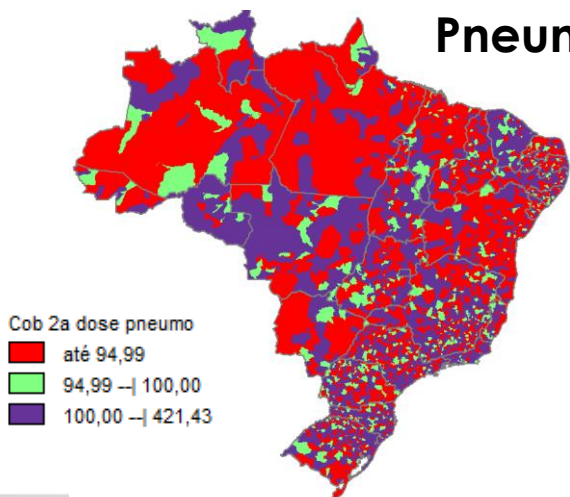 Pneum
Cob 2a dose pneumo
até 94,99
94,99 --| 100,00
100,00 --| 421,43